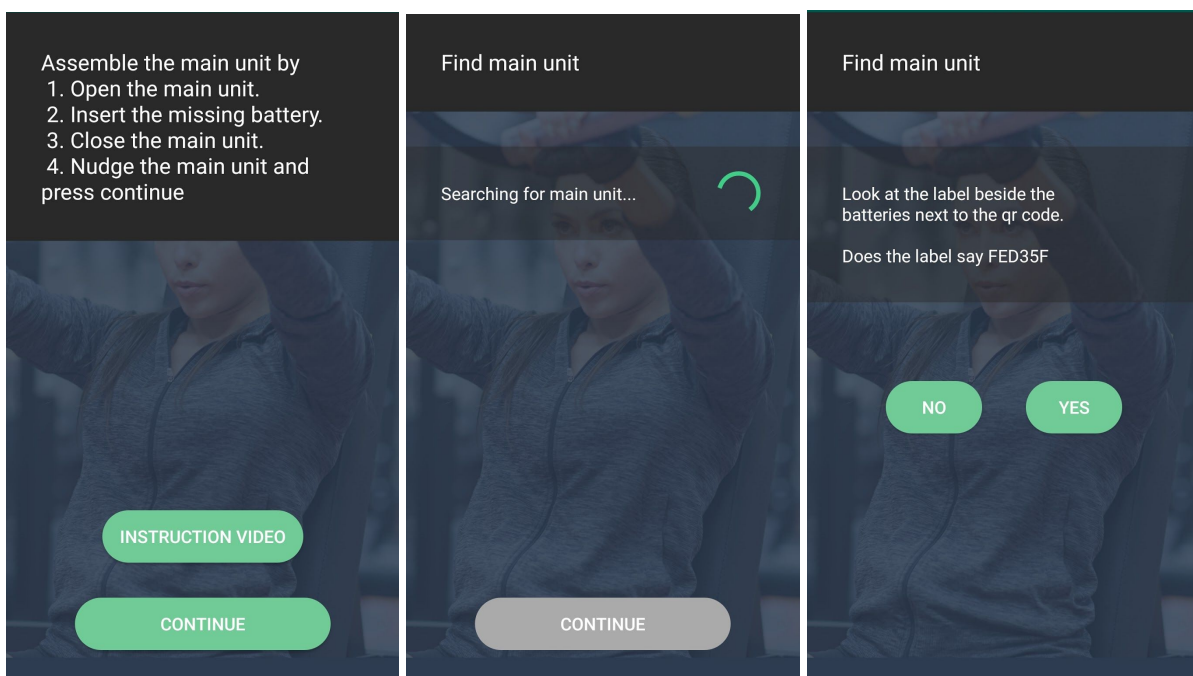 Assemble the main unit by
1. Open the main unit.
2. Insert the missing battery.
3. Close the main unit.
4. Nudge the main unit and
press continue
INSTRUCTION VIDEO
CONTINUE
Find main unit
Searching for main unit...
CONTINUE
Find main unit
Look at the label beside the
batteries next to the qr code.
Does the label say FED35F
NO
YES